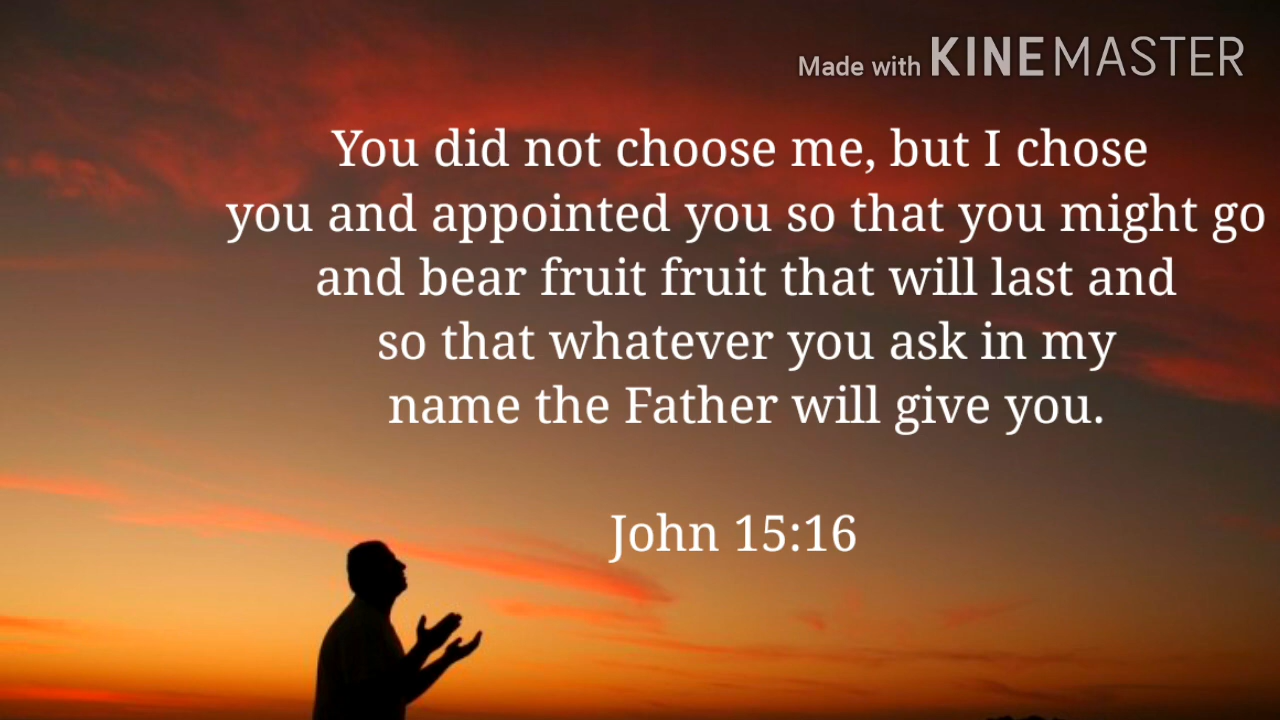 Made with KINEMASTER
You did not choose me, but I chose
you and appointed you so that you might go
and bear fruit fruit that will last and
so that whatever you ask in my
name the Father will give you.
John 15:16